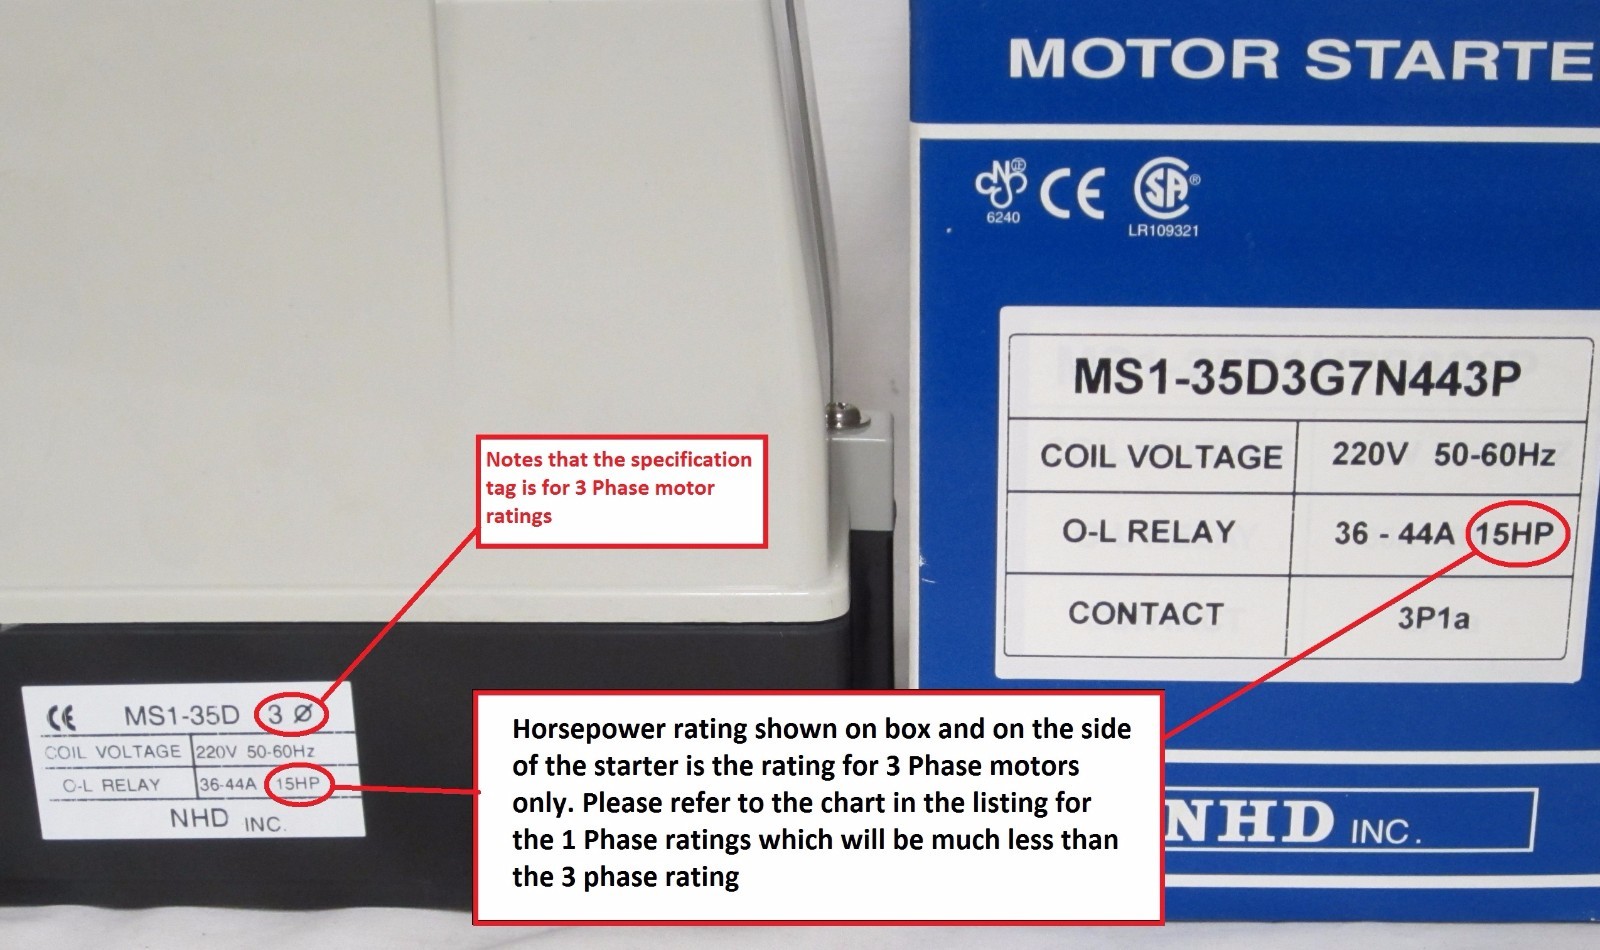 MOTOR STARTE
CNS
6240
CE
SA®
LR109321
MS1-35D3G7N443P
COIL VOLTAGE 220V 50-60Hz
O-L RELAY 36 - 44A 15HP
CONTACT 3P1a
NHD INC.
Notes that the specification
tag is for 3 Phase motor
ratings
CE MS1-35D 3 Ø
COIL VOLTAGE 220V 50-60Hz
O-L RELAY 36-44A 15HP
NHD INC.
Horsepower rating shown on box and on the side
of the starter is the rating for 3 Phase motors
only. Please refer to the chart in the listing for
the 1 Phase ratings which will be much less than
the 3 phase rating